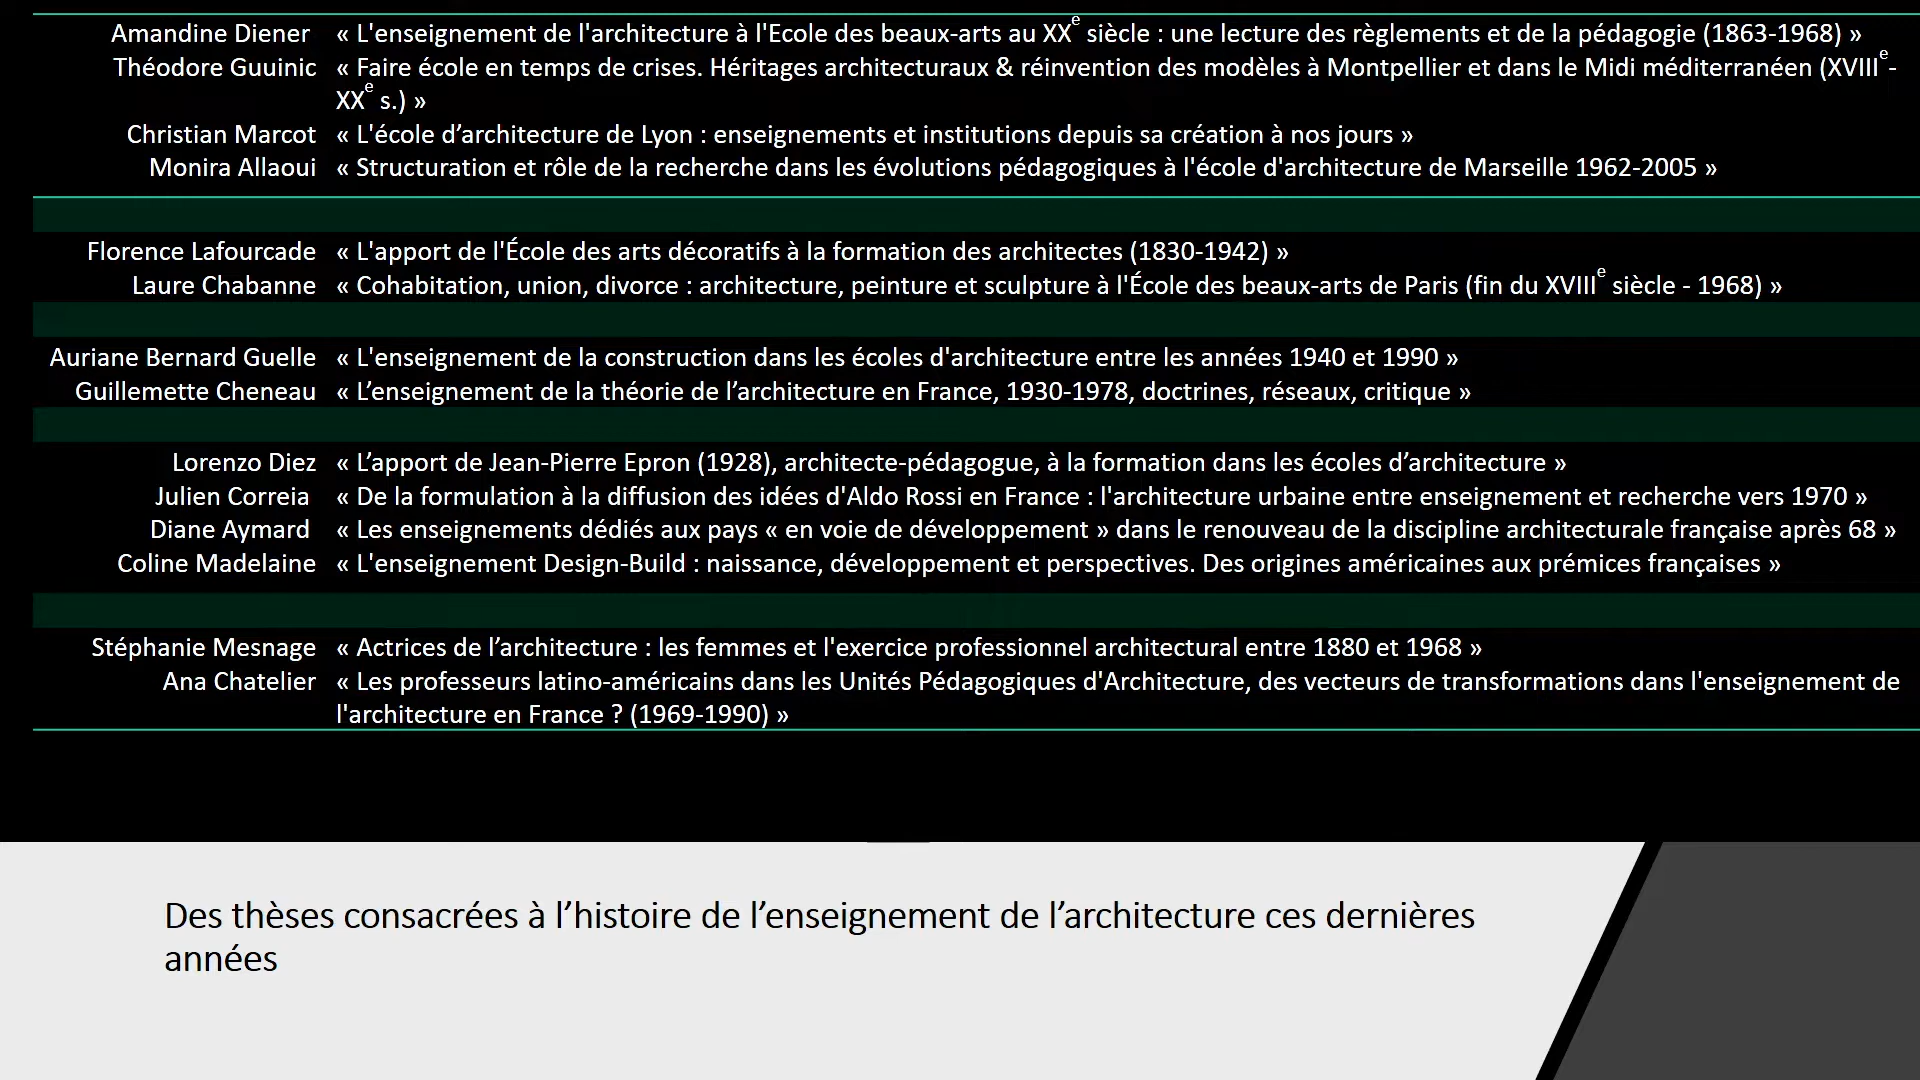 Amandine Diener « L'enseignement de l'architecture à l'Ecole des beaux-arts au XXe siècle : une lecture des règlements et de la pédagogie (1863-1968) »
Théodore Guuinic « Faire école en temps de crises. Héritages architecturaux & réinvention des modèles à Montpellier et dans le Midi méditerranéen (XVIIIe-
XXe s.) »
Christian Marcot « L'école d’architecture de Lyon : enseignements et institutions depuis sa création à nos jours »
Monira Allaoui « Structuration et rôle de la recherche dans les évolutions pédagogiques à l'école d'architecture de Marseille 1962-2005 »
Florence Lafourcade « L'apport de l'École des arts décoratifs à la formation des architectes (1830-1942) »
Laure Chabanne « Cohabitation, union, divorce : architecture, peinture et sculpture à l'École des beaux-arts de Paris (fin du XVIIIe siècle - 1968) »
Auriane Bernard Guelle « L'enseignement de la construction dans les écoles d'architecture entre les années 1940 et 1990 »
Guillemette Cheneau « L’enseignement de la théorie de l’architecture en France, 1930-1978, doctrines, réseaux, critique »
Lorenzo Diez « L’apport de Jean-Pierre Epron (1928), architecte-pédagogue, à la formation dans les écoles d’architecture »
Julien Correia « De la formulation à la diffusion des idées d'Aldo Rossi en France : l'architecture urbaine entre enseignement et recherche vers 1970 »
Diane Aymard « Les enseignements dédiés aux pays « en voie de développement » dans le renouveau de la discipline architecturale française après 68 »
Coline Madelaine « L'enseignement Design-Build : naissance, développement et perspectives. Des origines américaines aux prémices françaises »
Stéphanie Mesnage « Actrices de l’architecture : les femmes et l'exercice professionnel architectural entre 1880 et 1968 »
Ana Chatelier « Les professeurs latino-américains dans les Unités Pédagogiques d'Architecture, des vecteurs de transformations dans l'enseignement de
l'architecture en France ? (1969-1990) »
Des thèses consacrées à l’histoire de l’enseignement de l’architecture ces dernières
années